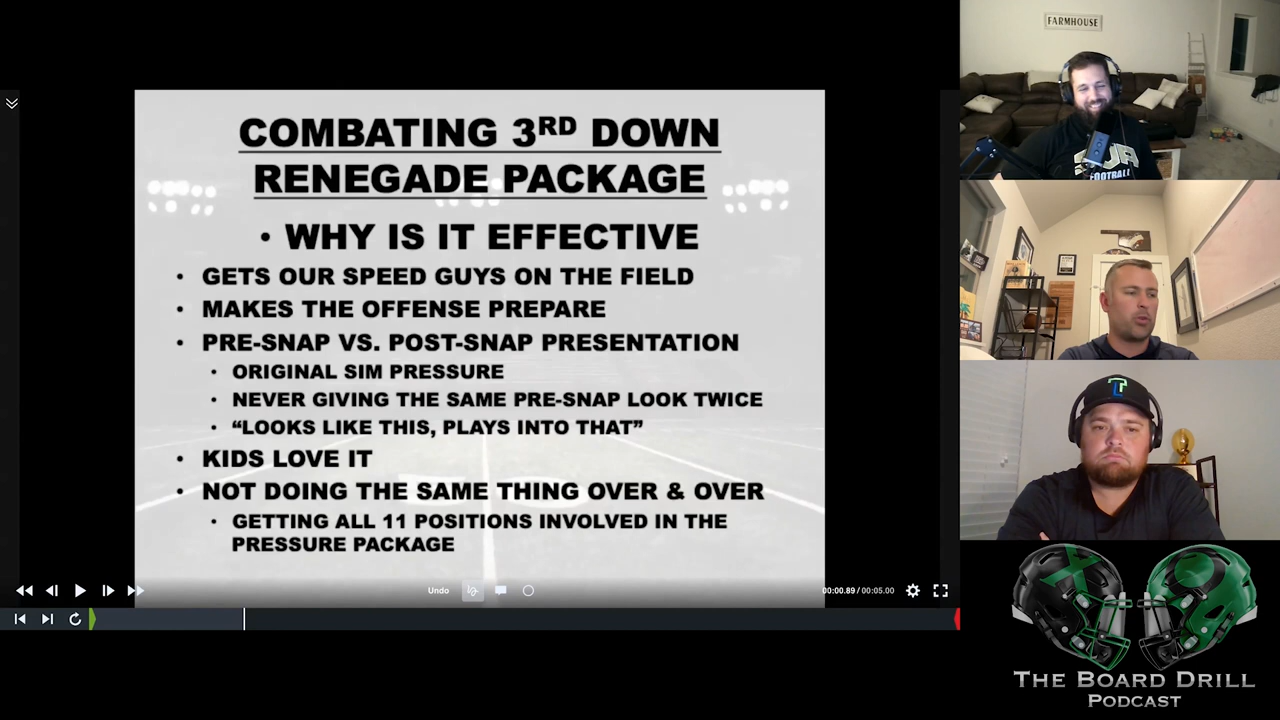 COMBATING 3RD DOWN
RENEGADE PACKAGE
• WHY IS IT EFFECTIVE
• GETS OUR SPEED GUYS ON THE FIELD
• MAKES THE OFFENSE PREPARE
• PRE-SNAP VS. POST-SNAP PRESENTATION
• ORIGINAL SIM PRESSURE
• NEVER GIVING THE SAME PRE-SNAP LOOK TWICE
• “LOOKS LIKE THIS, PLAYS INTO THAT”
• KIDS LOVE IT
• NOT DOING THE SAME THING OVER & OVER
• GETTING ALL 11 POSITIONS INVOLVED IN THE
PRESSURE PACKAGE
Undo
00:00.89 / 00:05.00
FARMHOUSE
FOOTBALL
THE BOARD DRILL
PODCAST